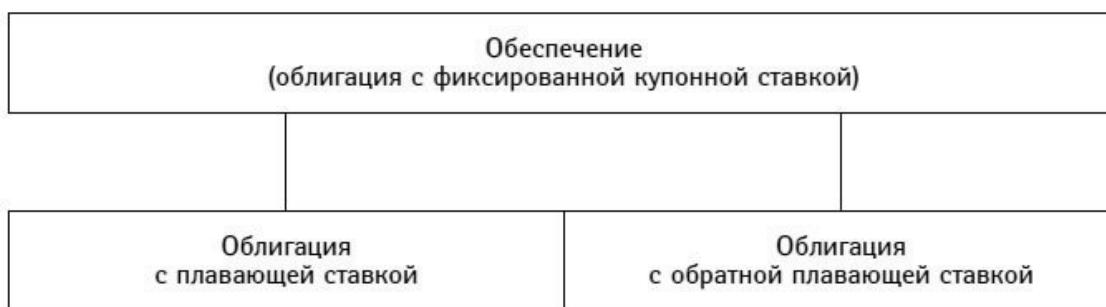 Обеспечение
(облигация с фиксированной купонной ставкой)
Облигация
с плавающей ставкой
Облигация
с обратной плавающей ставкой